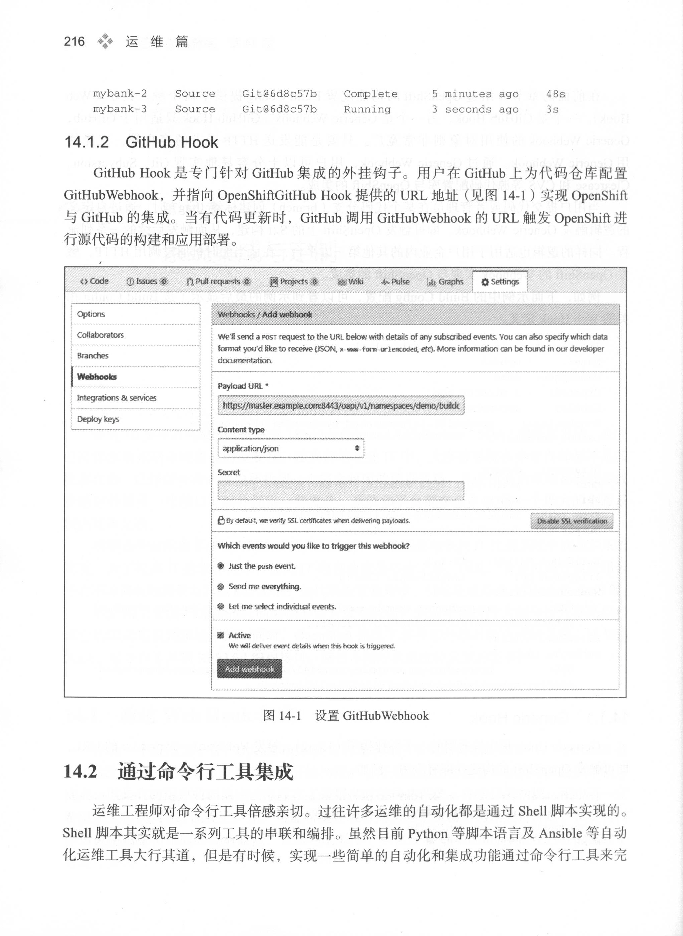 216 运 维 篇
mybank-2 Source Git@6d8c57b Complete 5 minutes ago 48s
mybank-3 Source Git@6d8c57b Running 3 seconds ago 3s
14.1.2 GitHub Hook
GitHub Hook 是专门针对 GitHub 集成的外挂钩子。用户在 GitHub 上为代码仓库配置
GitHubWebhook，并指向 OpenShiftGitHub Hook 提供的 URL 地址（见图 14-1）实现 OpenShift
与 GitHub 的集成。当有代码更新时，GitHub 调用 GitHubWebhook 的 URL 触发 OpenShift 进
行源代码的构建和应用部署。
<> Code Issues Pull requests Projects Wiki Pulse Graphs Settings
Options
Collaborators
Branches
Webhooks
Integrations & services
Deploy keys
Webhooks / Add webhook
We'll send a POST request to the URL below with details of any subscribed events. You can also specify which data
format you'd like to receive (JSON, x-www-form-urlencoded, etc). More information can be found in our developer
documentation.
Payload URL *
https://master.example.com:8443/oapi/v1/namespaces/demo/buildc
Content type
application/json
Secret
By default, we verify SSL certificates when delivering payloads.
Disable SSL verification
Which events would you like to trigger this webhook?
Just the push event.
Send me everything.
Let me select individual events.
Active
We will deliver event details when this hook is triggered.
Add webhook
图 14-1 设置 GitHubWebhook
14.2 通过命令行工具集成
运维工程师对命令行工具倍感亲切。过往许多运维的自动化都是通过 Shell 脚本实现的。
Shell 脚本其实就是一系列工具的串联和编排。虽然目前 Python 等脚本语言及 Ansible 等自动
化运维工具大行其道，但是有时候，实现一些简单的自动化和集成功能通过命令行工具来完